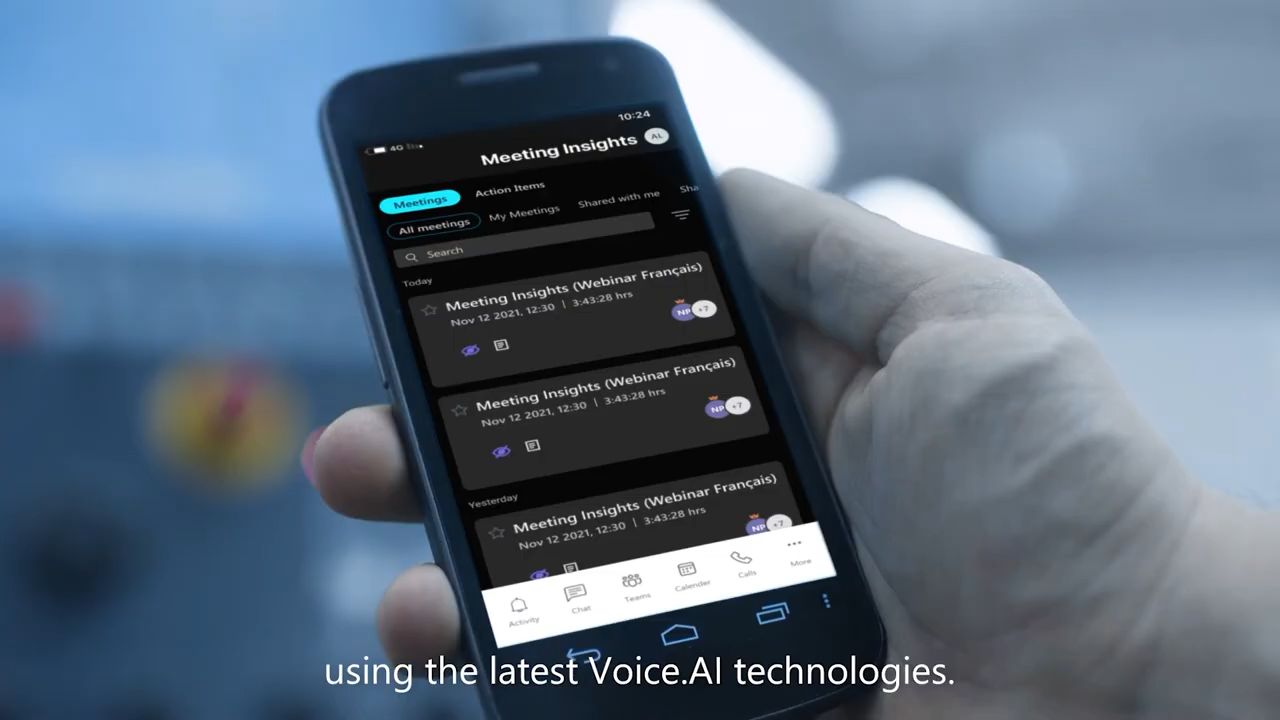 10:24
4G
Meeting Insights
AL
Meetings
Action Items
All meetings
My Meetings
Shared with me
Sha
Search
Today
Meeting Insights (Webinar Français)
Nov 12 2021, 12:30 | 3:43:28 hrs
NP
+7
Meeting Insights (Webinar Français)
Nov 12 2021, 12:30 | 3:43:28 hrs
NP
+7
Yesterday
Meeting Insights (Webinar Français)
Nov 12 2021, 12:30 | 3:43:28 hrs
NP
+7
Activity
Chat
Teams
Calender
Calls
More
using the latest Voice.AI technologies.